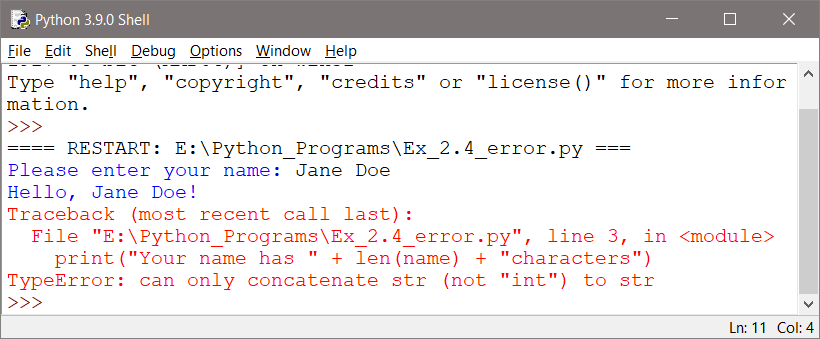 Python 3.9.0 Shell
File Edit Shell Debug Options Window Help
Type "help", "copyright", "credits" or "license()" for more infor
mation.
>>>
==== RESTART: E:\Python_Programs\Ex_2.4_error.py ===
Please enter your name: Jane Doe
Hello, Jane Doe!
Traceback (most recent call last):
  File "E:\Python_Programs\Ex_2.4_error.py", line 3, in <module>
    print("Your name has " + len(name) + "characters")
TypeError: can only concatenate str (not "int") to str
>>>
Ln: 11 Col: 4